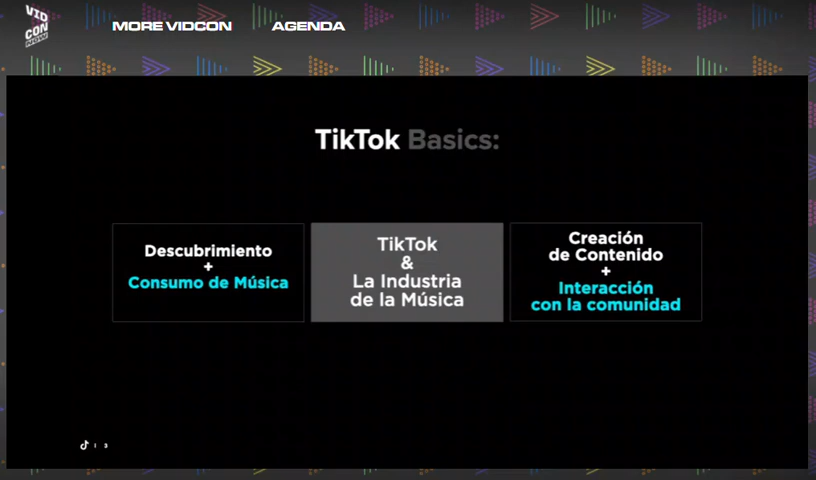 VID
CON
NOW
MORE VIDCON
AGENDA
TikTok Basics:
Descubrimiento
+
Consumo de Música
TikTok
&
La Industria
de la Música
Creación
de Contenido
+
Interacción
con la comunidad